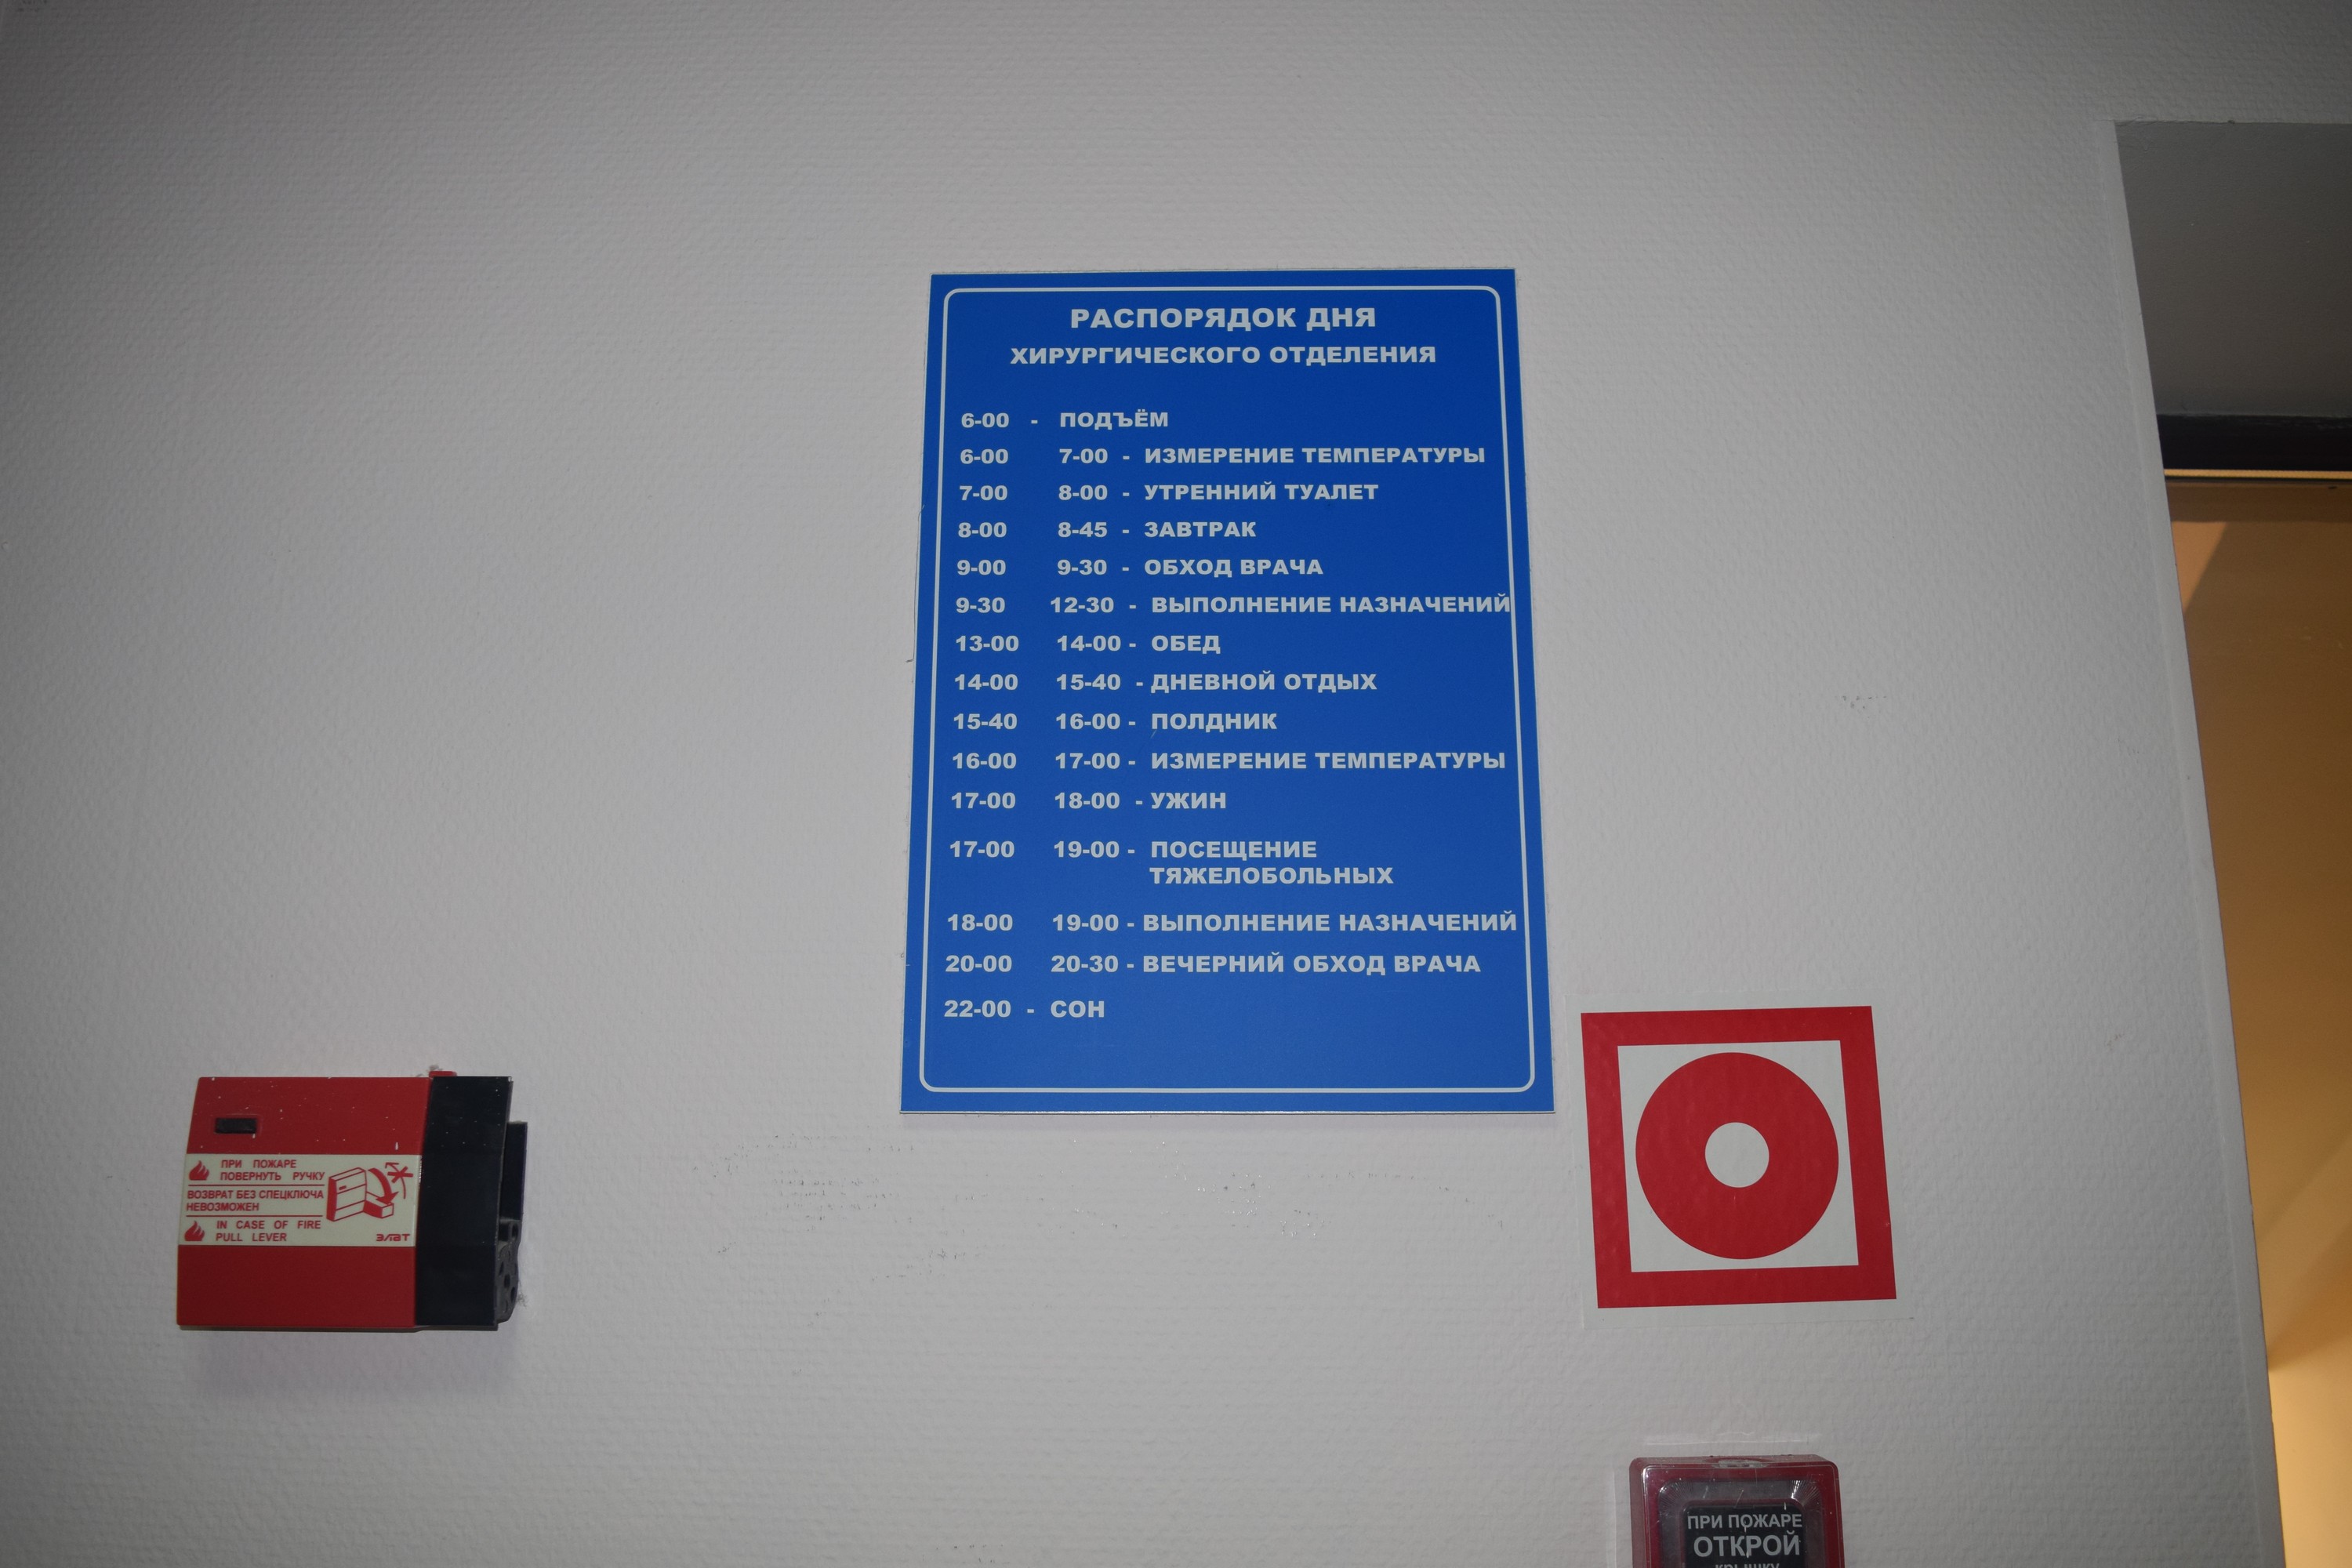 РАСПОРЯДОК ДНЯ
ХИРУРГИЧЕСКОГО ОТДЕЛЕНИЯ
6-00 - ПОДЪЁМ
6-00 7-00 - ИЗМЕРЕНИЕ ТЕМПЕРАТУРЫ
7-00 8-00 - УТРЕННИЙ ТУАЛЕТ
8-00 8-45 - ЗАВТРАК
9-00 9-30 - ОБХОД ВРАЧА
9-30 12-30 - ВЫПОЛНЕНИЕ НАЗНАЧЕНИЙ
13-00 14-00 - ОБЕД
14-00 15-40 - ДНЕВНОЙ ОТДЫХ
15-40 16-00 - ПОЛДНИК
16-00 17-00 - ИЗМЕРЕНИЕ ТЕМПЕРАТУРЫ
17-00 18-00 - УЖИН
17-00 19-00 - ПОСЕЩЕНИЕ
ТЯЖЕЛОБОЛЬНЫХ
18-00 19-00 - ВЫПОЛНЕНИЕ НАЗНАЧЕНИЙ
20-00 20-30 - ВЕЧЕРНИЙ ОБХОД ВРАЧА
22-00 - СОН
ПРИ ПОЖАРЕ
ПОВЕРНУТЬ РУЧКУ
ВОЗВРАТ БЕЗ СПЕЦКЛЮЧА
НЕВОЗМОЖЕН
IN CASE OF FIRE
PULL LEVER
ЭЛВТ
ПРИ ПОЖАРЕ
ОТКРОЙ
крышку